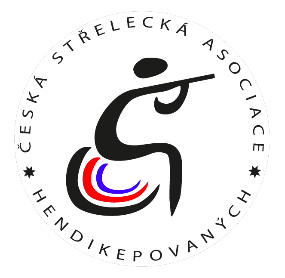 ČESKÁ STŘELECKÁ ASOCIACE
HENDIKEPOVANÝCH